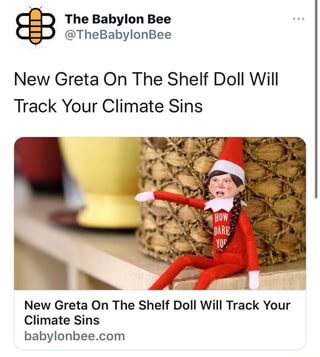 The Babylon Bee
@TheBabylonBee
New Greta On The Shelf Doll Will
Track Your Climate Sins
HOW
DARE
YOU
New Greta On The Shelf Doll Will Track Your
Climate Sins
babylonbee.com